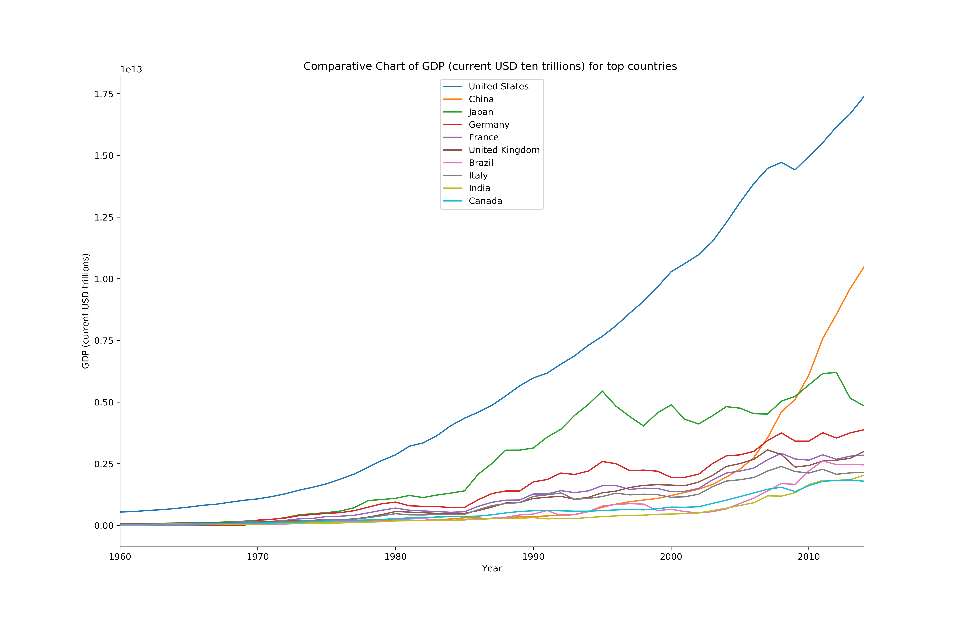 Comparative Chart of GDP (current USD ten trillions) for top countries
1e13
United States
China
Japan
Germany
France
United Kingdom
Brazil
Italy
India
Canada
1.75
1.50
1.25
1.00
0.75
0.50
0.25
0.00
GDP (current USD trillions)
1960 1970 1980 1990 2000 2010
Year